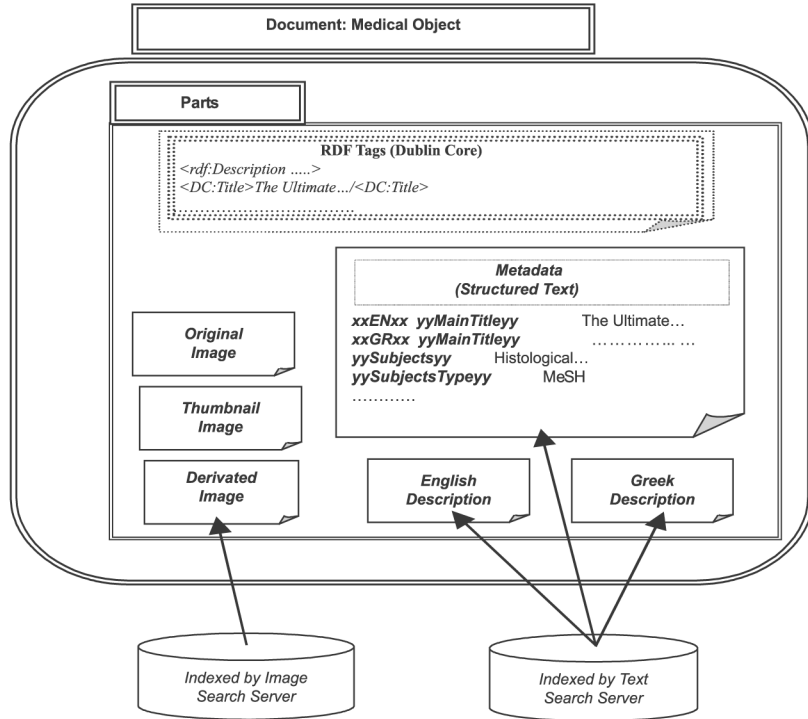 Document: Medical Object
Parts
RDF Tags (Dublin Core)
<rdf:Description .....>
<DC:Title>The Ultimate…/<DC:Title>
……………………………
Metadata
(Structured Text)
xxENxx yyMainTitleyy The Ultimate…
xxGRxx yyMainTitleyy …………... …
yySubjectsyy Histological…
yySubjectsTypeyy MeSH
…………
Original
Image
Thumbnail
Image
Derivated
Image
English
Description
Greek
Description
Indexed by Image
Search Server
Indexed by Text
Search Server